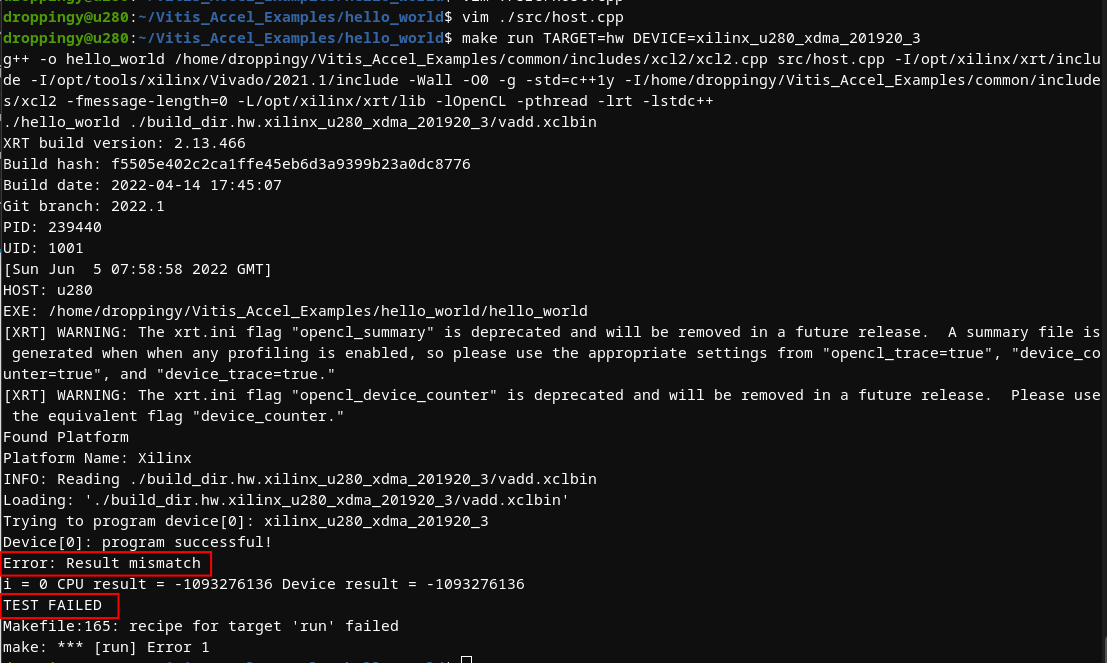 droppingy@u280:~/Vitis_Accel_Examples/hello_world$ vim ./src/host.cpp
droppingy@u280:~/Vitis_Accel_Examples/hello_world$ make run TARGET=hw DEVICE=xilinx_u280_xdma_201920_3
g++ -o hello_world /home/droppingy/Vitis_Accel_Examples/common/includes/xcl2/xcl2.cpp src/host.cpp -I/opt/xilinx/xrt/inclu
de -I/opt/tools/xilinx/Vivado/2021.1/include -Wall -O0 -g -std=c++1y -I/home/droppingy/Vitis_Accel_Examples/common/include
s/xcl2 -fmessage-length=0 -L/opt/xilinx/xrt/lib -lOpenCL -pthread -lrt -lstdc++
./hello_world ./build_dir.hw.xilinx_u280_xdma_201920_3/vadd.xclbin
XRT build version: 2.13.466
Build hash: f5505e402c2ca1ffe45eb6d3a9399b23a0dc8776
Build date: 2022-04-14 17:45:07
Git branch: 2022.1
PID: 239440
UID: 1001
[Sun Jun  5 07:58:58 2022 GMT]
HOST: u280
EXE: /home/droppingy/Vitis_Accel_Examples/hello_world/hello_world
[XRT] WARNING: The xrt.ini flag "opencl_summary" is deprecated and will be removed in a future release.  A summary file is
 generated when when any profiling is enabled, so please use the appropriate settings from "opencl_trace=true", "device_co
unter=true", and "device_trace=true."
[XRT] WARNING: The xrt.ini flag "opencl_device_counter" is deprecated and will be removed in a future release.  Please use
 the equivalent flag "device_counter."
Found Platform
Platform Name: Xilinx
INFO: Reading ./build_dir.hw.xilinx_u280_xdma_201920_3/vadd.xclbin
Loading: './build_dir.hw.xilinx_u280_xdma_201920_3/vadd.xclbin'
Trying to program device[0]: xilinx_u280_xdma_201920_3
Device[0]: program successful!
Error: Result mismatch
i = 0 CPU result = -1093276136 Device result = -1093276136
TEST FAILED
Makefile:165: recipe for target 'run' failed
make: *** [run] Error 1